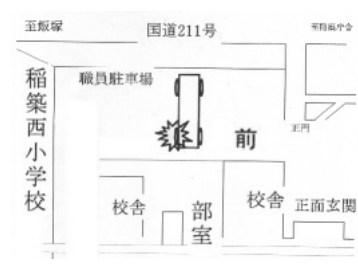 至飯塚
国道211号
職員駐車場
稲築西小学校
前
正門
校舎
部室
校舎
正面玄関